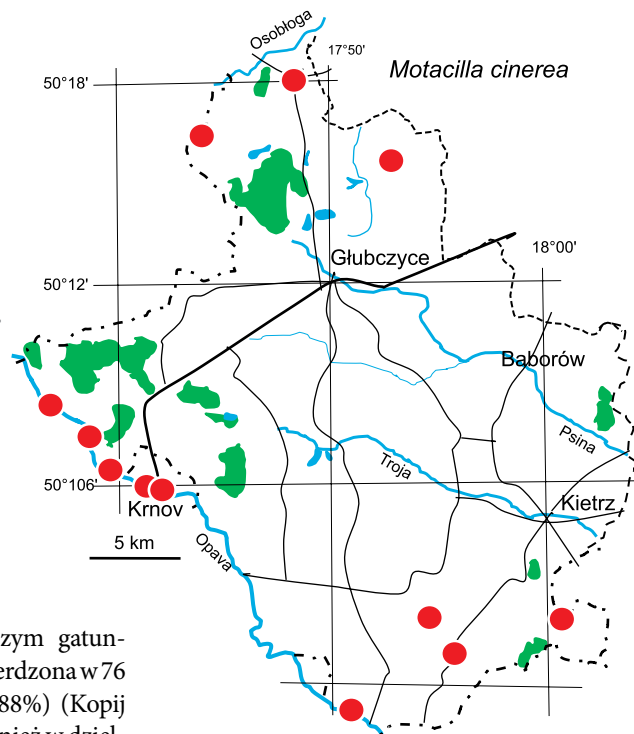 Osobłoga
17°50'
50°18'
Motacilla cinerea
Głubczyce
18°00'
50°12'
Baborów
Psina
Troja
50°106'
Kietrz
Krnov
5 km
Opava
zym gatun-
erdzona w 76
88%) (Kopij